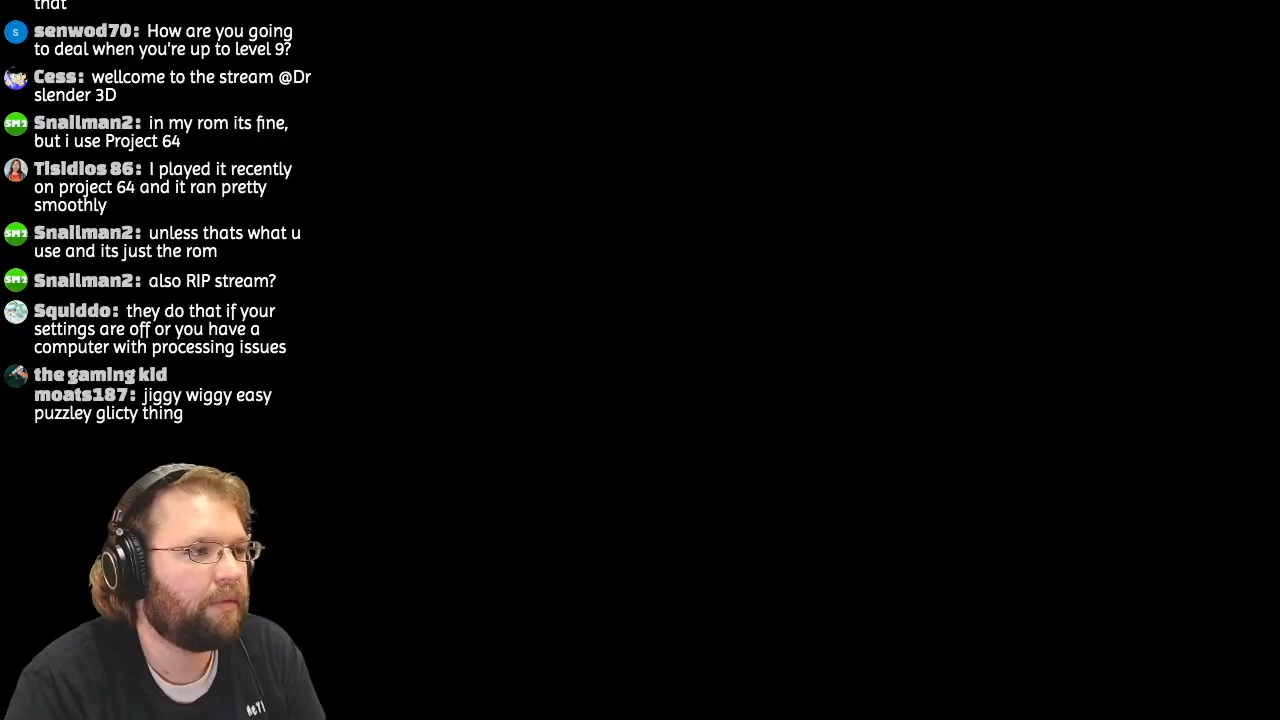 that
senwod70: How are you going
to deal when you're up to level 9?
Cess: wellcome to the stream @Dr
slender 3D
Snailman2: in my rom its fine,
but i use Project 64
Tisidios 86: I played it recently
on project 64 and it ran pretty
smoothly
Snailman2: unless thats what u
use and its just the rom
Snailman2: also RIP stream?
Squiddo: they do that if your
settings are off or you have a
computer with processing issues
the gaming kid
moats187: jiggy wiggy easy
puzzley glicty thing
S
SM2
SM2
SM2